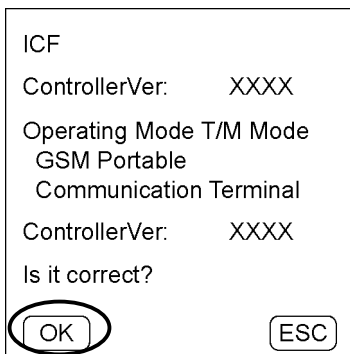 ICF
ControllerVer: XXXX
Operating Mode T/M Mode
GSM Portable
Communication Terminal
ControllerVer: XXXX
Is it correct?
OK ESC